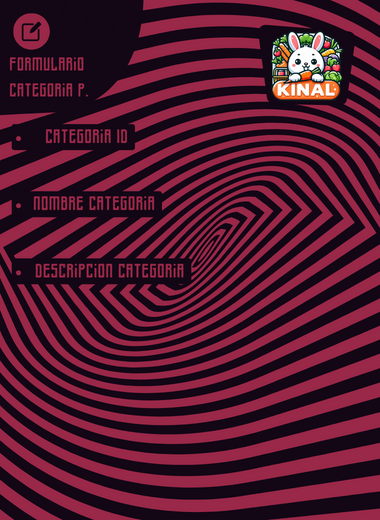 FORMULARIO
CATEGORIA P.
KINAL
• CATEGORIA ID
• NOMBRE CATEGORIA
• DESCRIPCION CATEGORIA